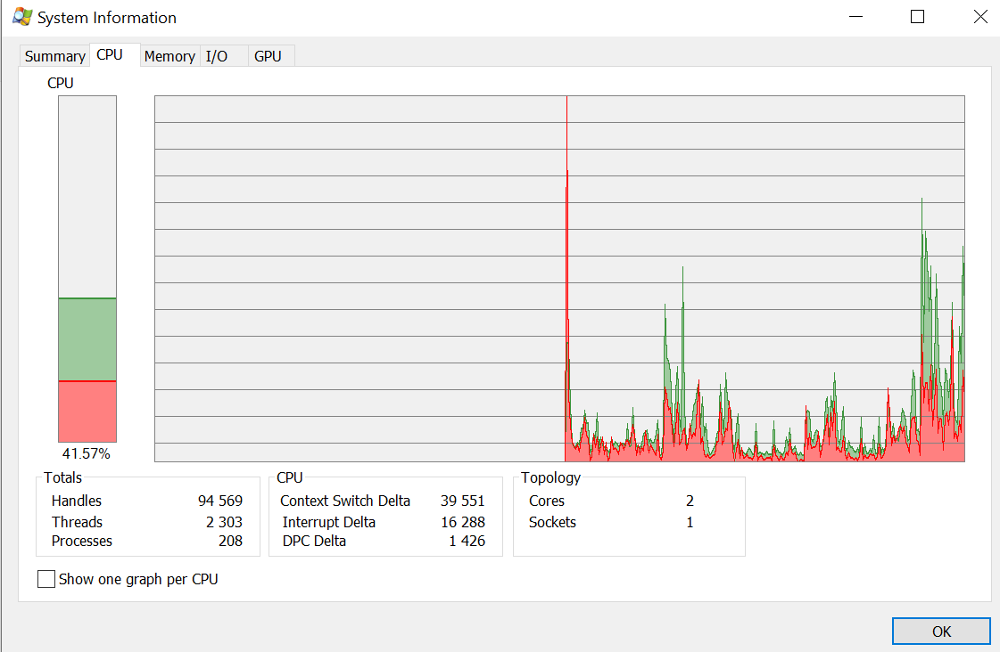 System Information
Summary CPU Memory I/O GPU
CPU
41.57%
Totals
Handles 94 569
Threads 2 303
Processes 208
CPU
Context Switch Delta 39 551
Interrupt Delta 16 288
DPC Delta 1 426
Topology
Cores 2
Sockets 1
Show one graph per CPU
OK